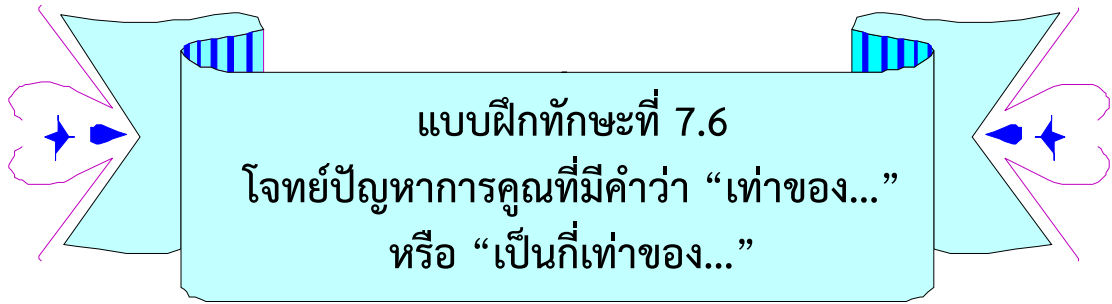 แบบฝึกทักษะที่ 7.6
โจทย์ปัญหาการคูณที่มีคำว่า “เท่าของ...”
หรือ “เป็นกี่เท่าของ...”